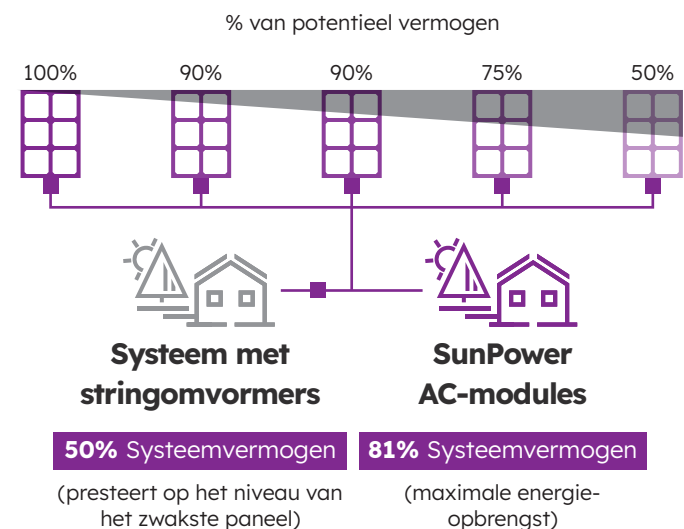 % van potentieel vermogen
100% 90% 90% 75% 50%
Systeem met
stringomvormers
50% Systeemvermogen
(presteert op het niveau van
het zwakste paneel)
SunPower
AC-modules
81% Systeemvermogen
(maximale energie-
opbrengst)